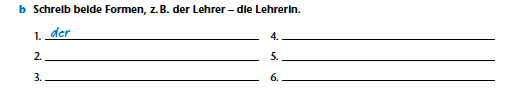 b Schreib beide Formen, z. B. der Lehrer – die Lehrerin.
1. der
2.
3.
4.
5.
6.